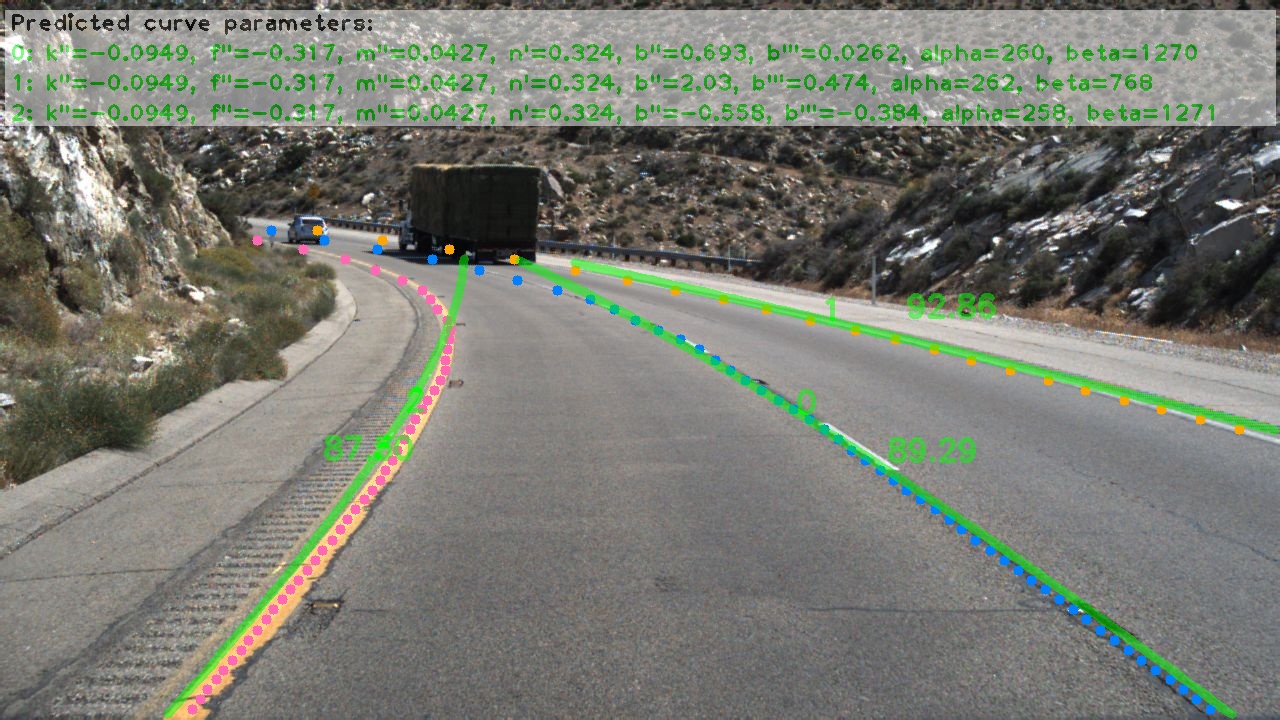 Predicted curve parameters:
0: k''=-0.0949, f''=-0.317, m''=0.0427, n'=0.324, b''=0.693, b'''=0.0262, alpha=260, beta=1270
1: k''=-0.0949, f''=-0.317, m''=0.0427, n'=0.324, b''=2.03, b'''=0.474, alpha=262, beta=768
2: k''=-0.0949, f''=-0.317, m''=0.0427, n'=0.324, b''=-0.558, b'''=-0.384, alpha=258, beta=1271
1 92.86
2 0
89.29